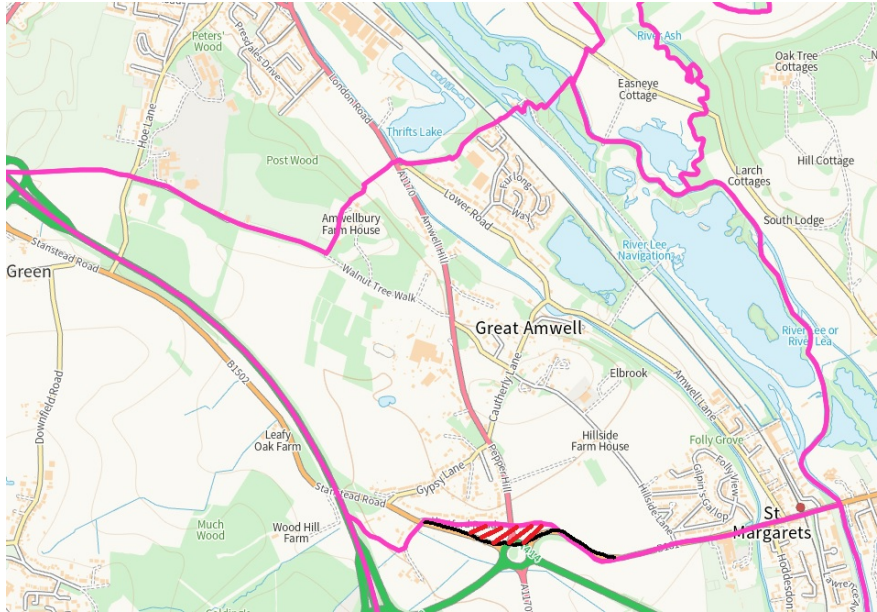 Peters'
Wood
Presdales Drive
Hoe Lane
London Road
River Ash
Oak Tree
Cottages
Easneye
Cottage
Thrifts Lake
Post Wood
A1170
Furlong
Way
Lower Road
Larch
Cottages
Hill Cottage
South Lodge
Amwellbury
Farm House
Amwell Hill
River Lee
Navigation
Stanstead Road
Green
Walnut Tree Walk
Great Amwell
River Lee or
River Lea
B1502
Downfield Road
Cautherly Lane
Elbrook
Amwell Lane
Leafy
Oak Farm
Hillside
Farm House
Folly Grove
Folly View
Gilpin's Gallop
Pepper Hill
Gypsy Lane
Stanstead Road
Hillside Lane
Much
Wood
Wood Hill
Farm
St
Margarets
A1170
Hoddesdon
Lawrence